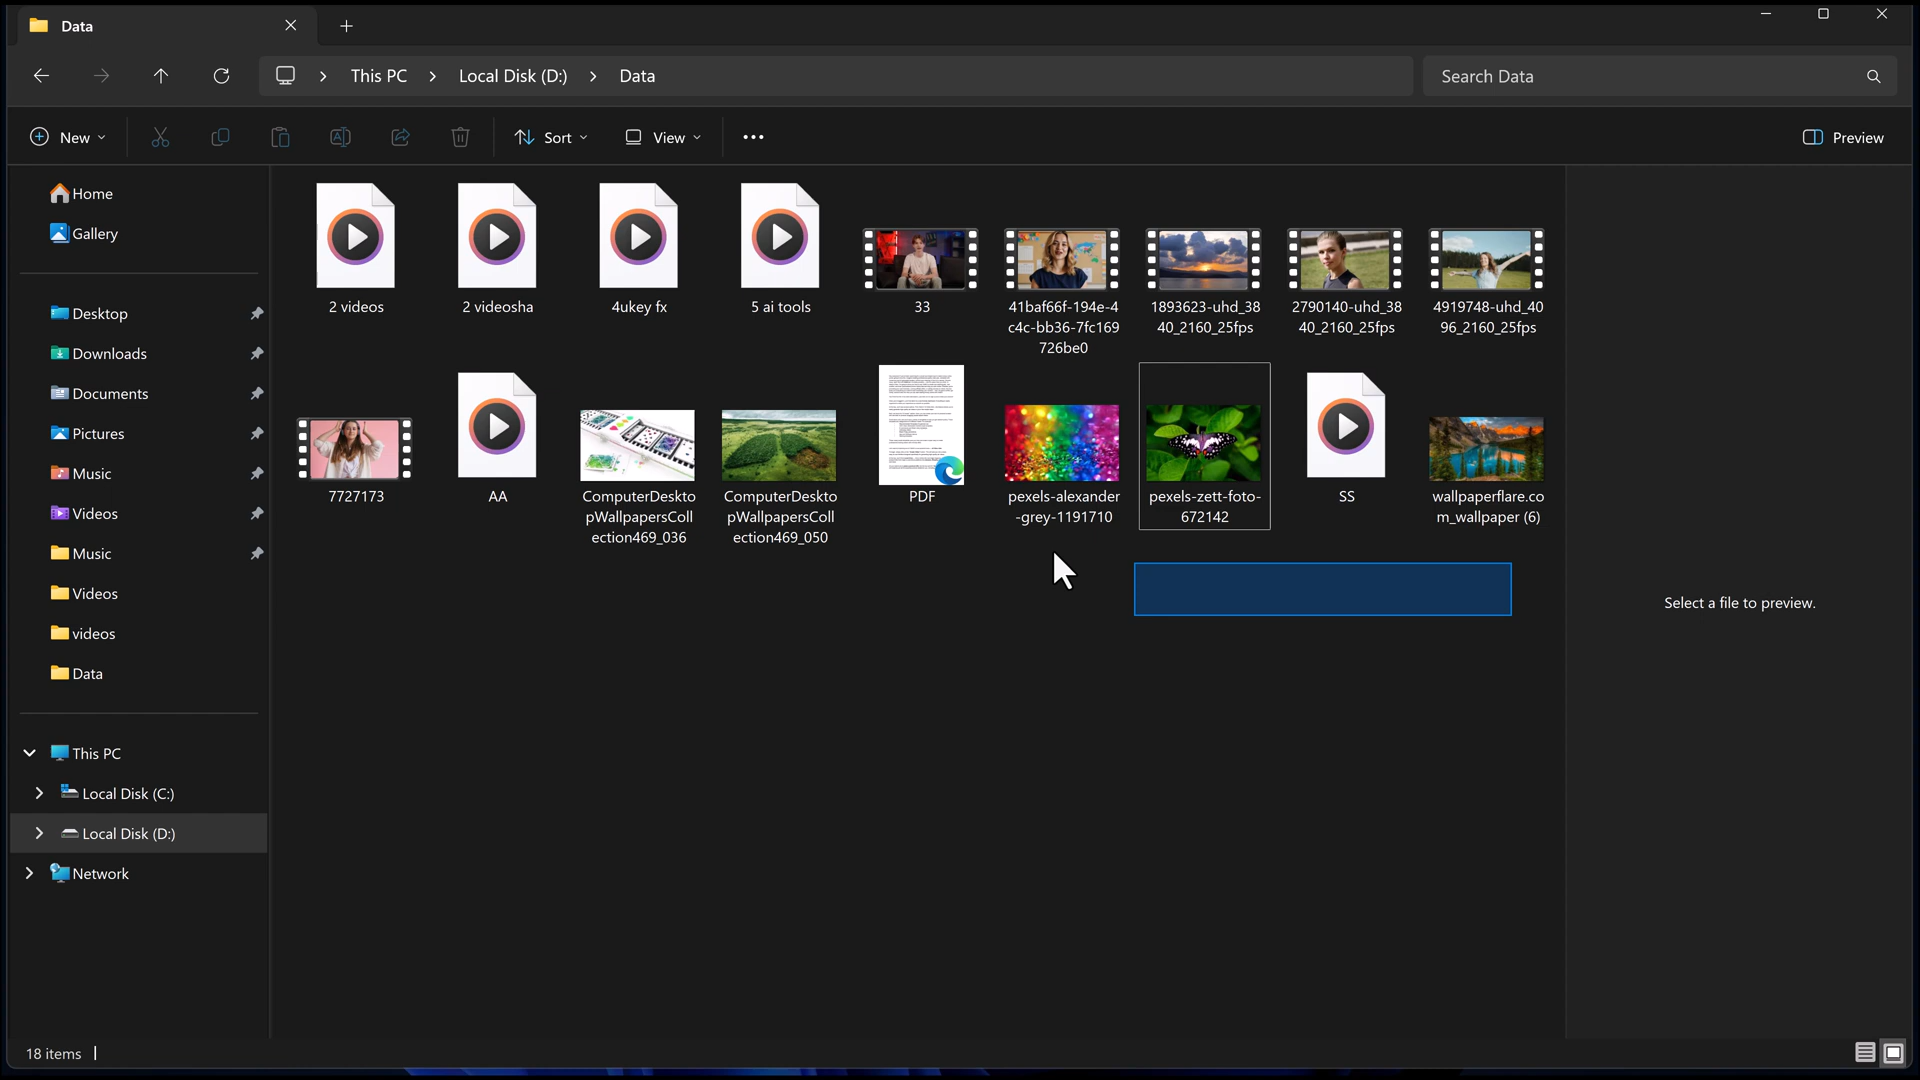 Data
This PC
Local Disk (D:)
Data
Search Data
New
Sort
View
Preview
Home
Gallery
Desktop
Downloads
Documents
Pictures
Music
Videos
Music
Videos
videos
Data
This PC
Local Disk (C:)
Local Disk (D:)
Network
2 videos
2 videosha
4ukey fx
5 ai tools
33
41baf66f-194e-4
c4c-bb36-7fc169
726be0
1893623-uhd_38
40_2160_25fps
2790140-uhd_38
40_2160_25fps
4919748-uhd_40
96_2160_25fps
7727173
AA
ComputerDeskto
pWallpapersColl
ection469_036
ComputerDeskto
pWallpapersColl
ection469_050
PDF
pexels-alexander
-grey-1191710
pexels-zett-foto-
672142
SS
wallpaperflare.co
m_wallpaper (6)
Select a file to preview.
18 items